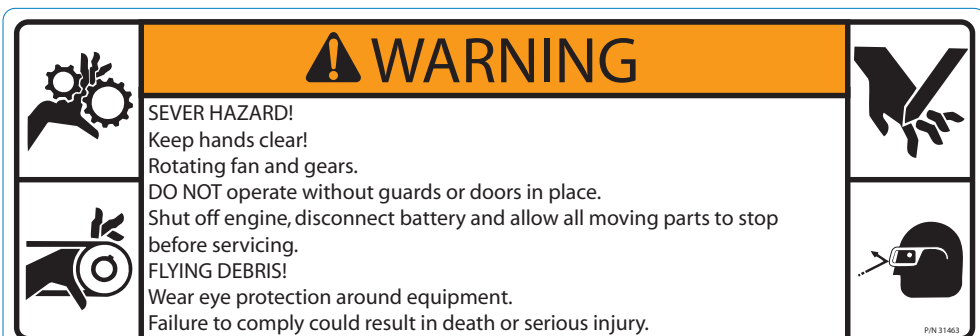 WARNING
SEVER HAZARD!
Keep hands clear!
Rotating fan and gears.
DO NOT operate without guards or doors in place.
Shut off engine, disconnect battery and allow all moving parts to stop
before servicing.
FLYING DEBRIS!
Wear eye protection around equipment.
Failure to comply could result in death or serious injury.
P/N 31463